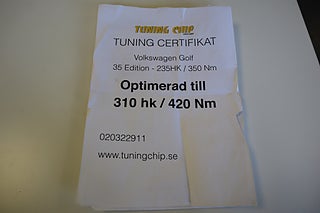 TUNING CHIP
TUNING CERTIFIKAT
Volkswagen Golf
35 Edition - 235HK / 350 Nm
Optimerad till
310 hk / 420 Nm
020322911
www.tuningchip.se